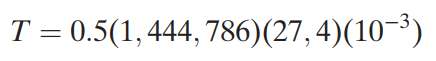 T = 0.5(1, 444, 786)(27, 4)(10⁻³)